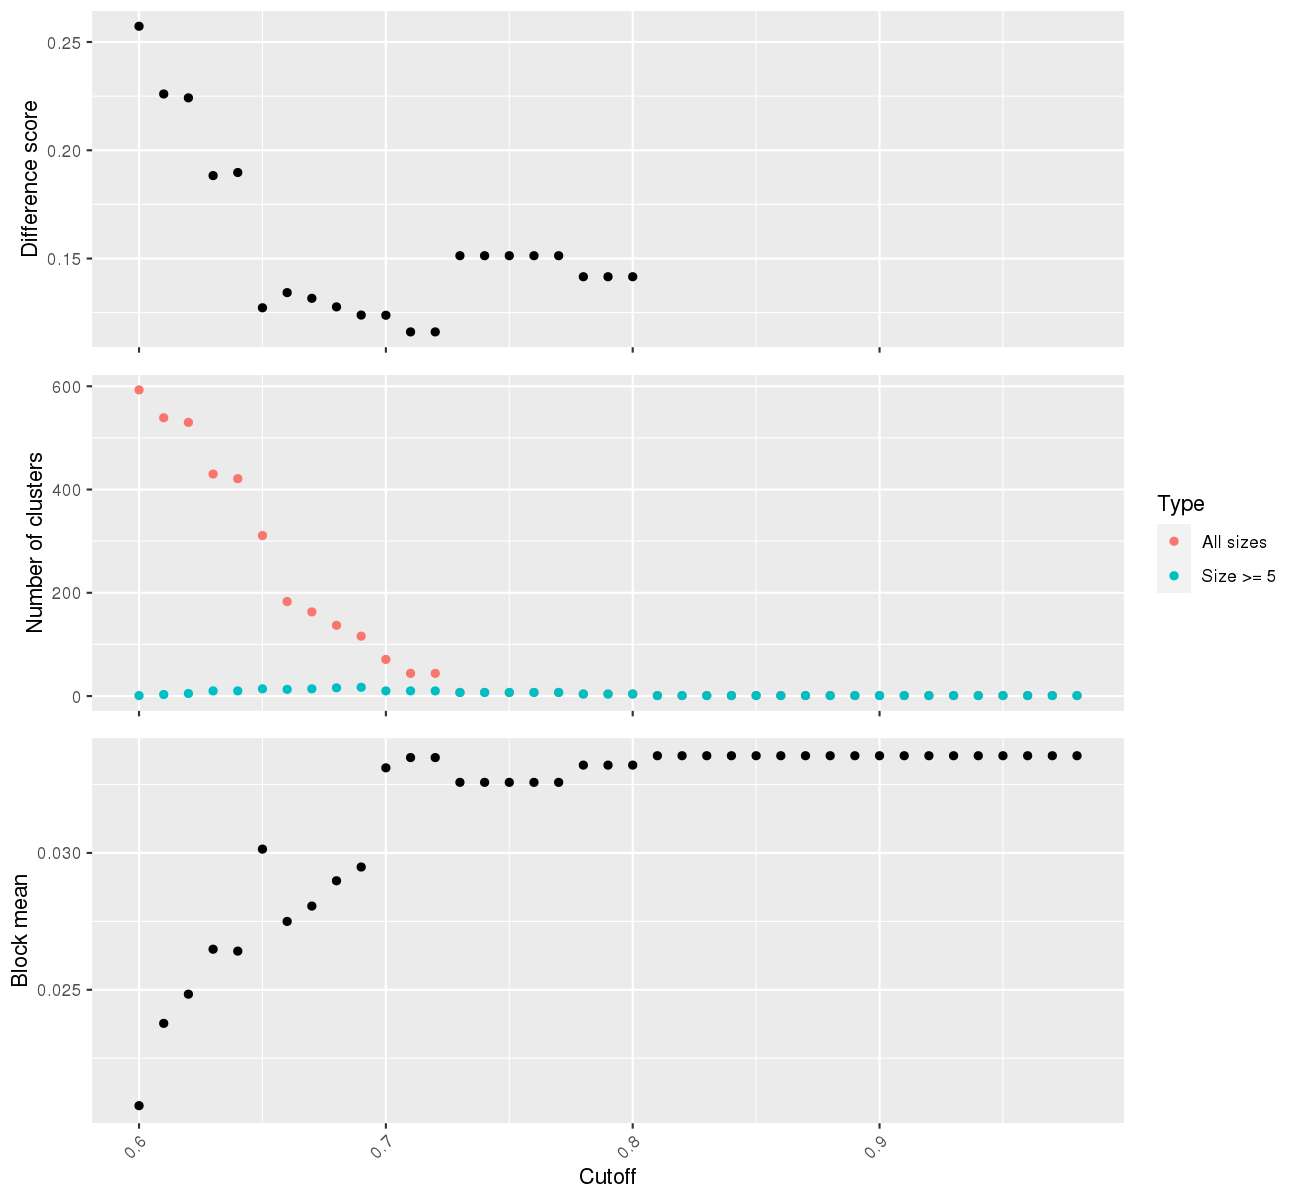 Difference score
0.25
0.20
0.15
Number of clusters
600
400
200
0
Type
All sizes
Size >= 5
Block mean
0.030
0.025
0.6
0.7
0.8
0.9
Cutoff